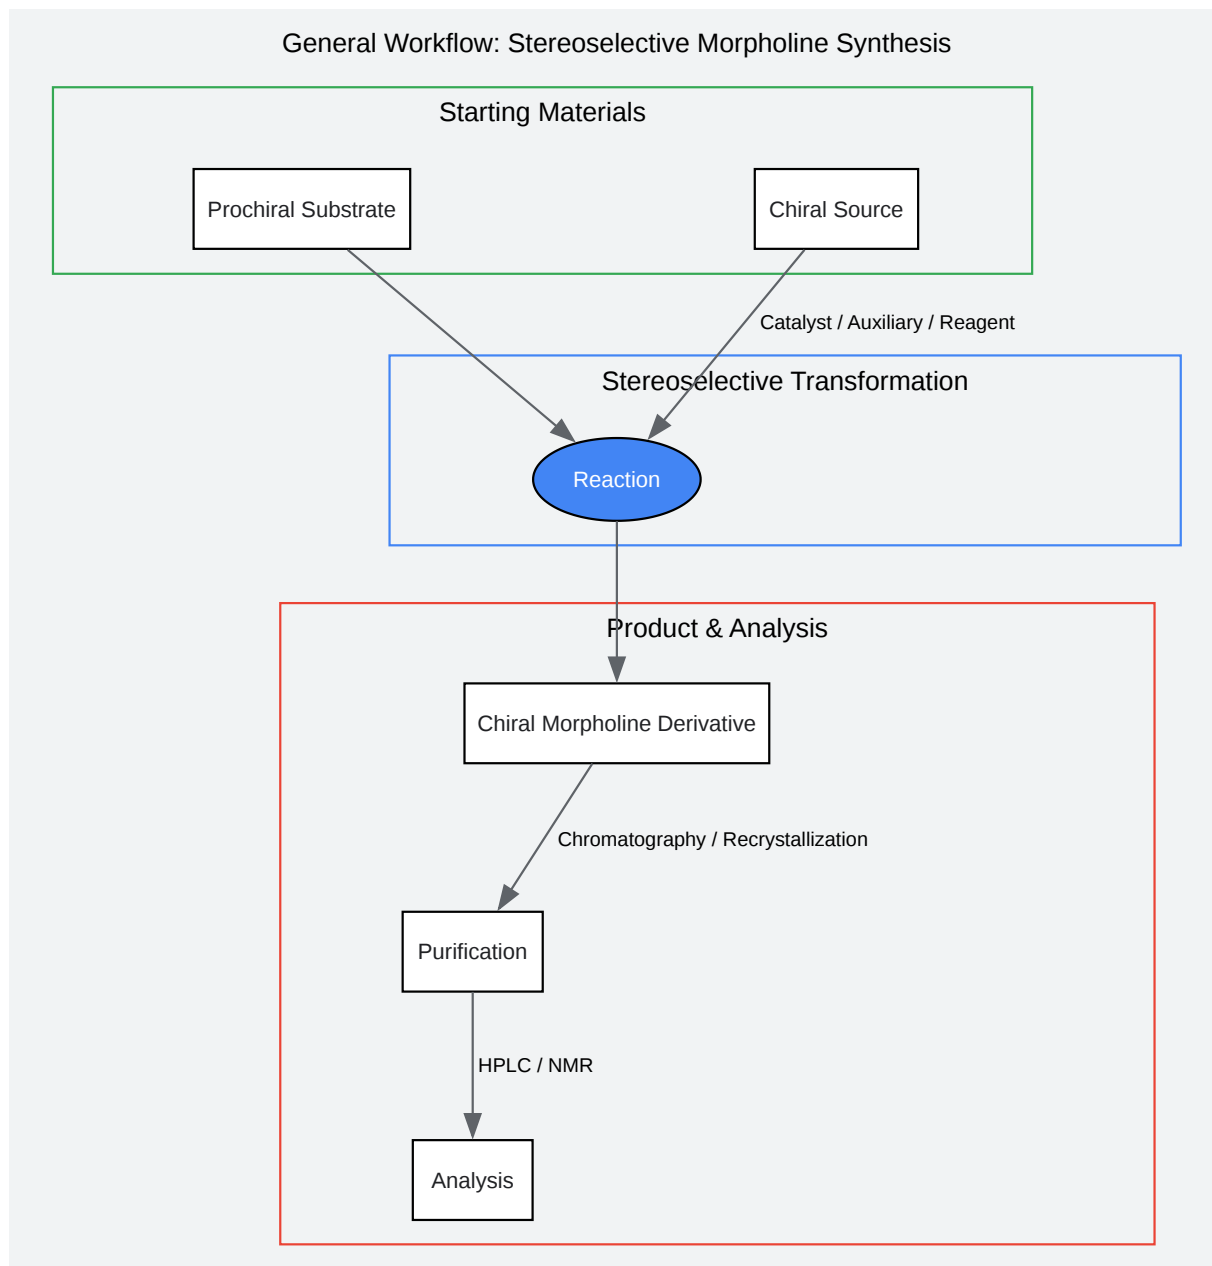 General Workflow: Stereoselective Morpholine Synthesis
Starting Materials
Prochiral Substrate
Chiral Source
Catalyst / Auxiliary / Reagent
Stereoselective Transformation
Reaction
Product & Analysis
Chiral Morpholine Derivative
Chromatography / Recrystallization
Purification
HPLC / NMR
Analysis